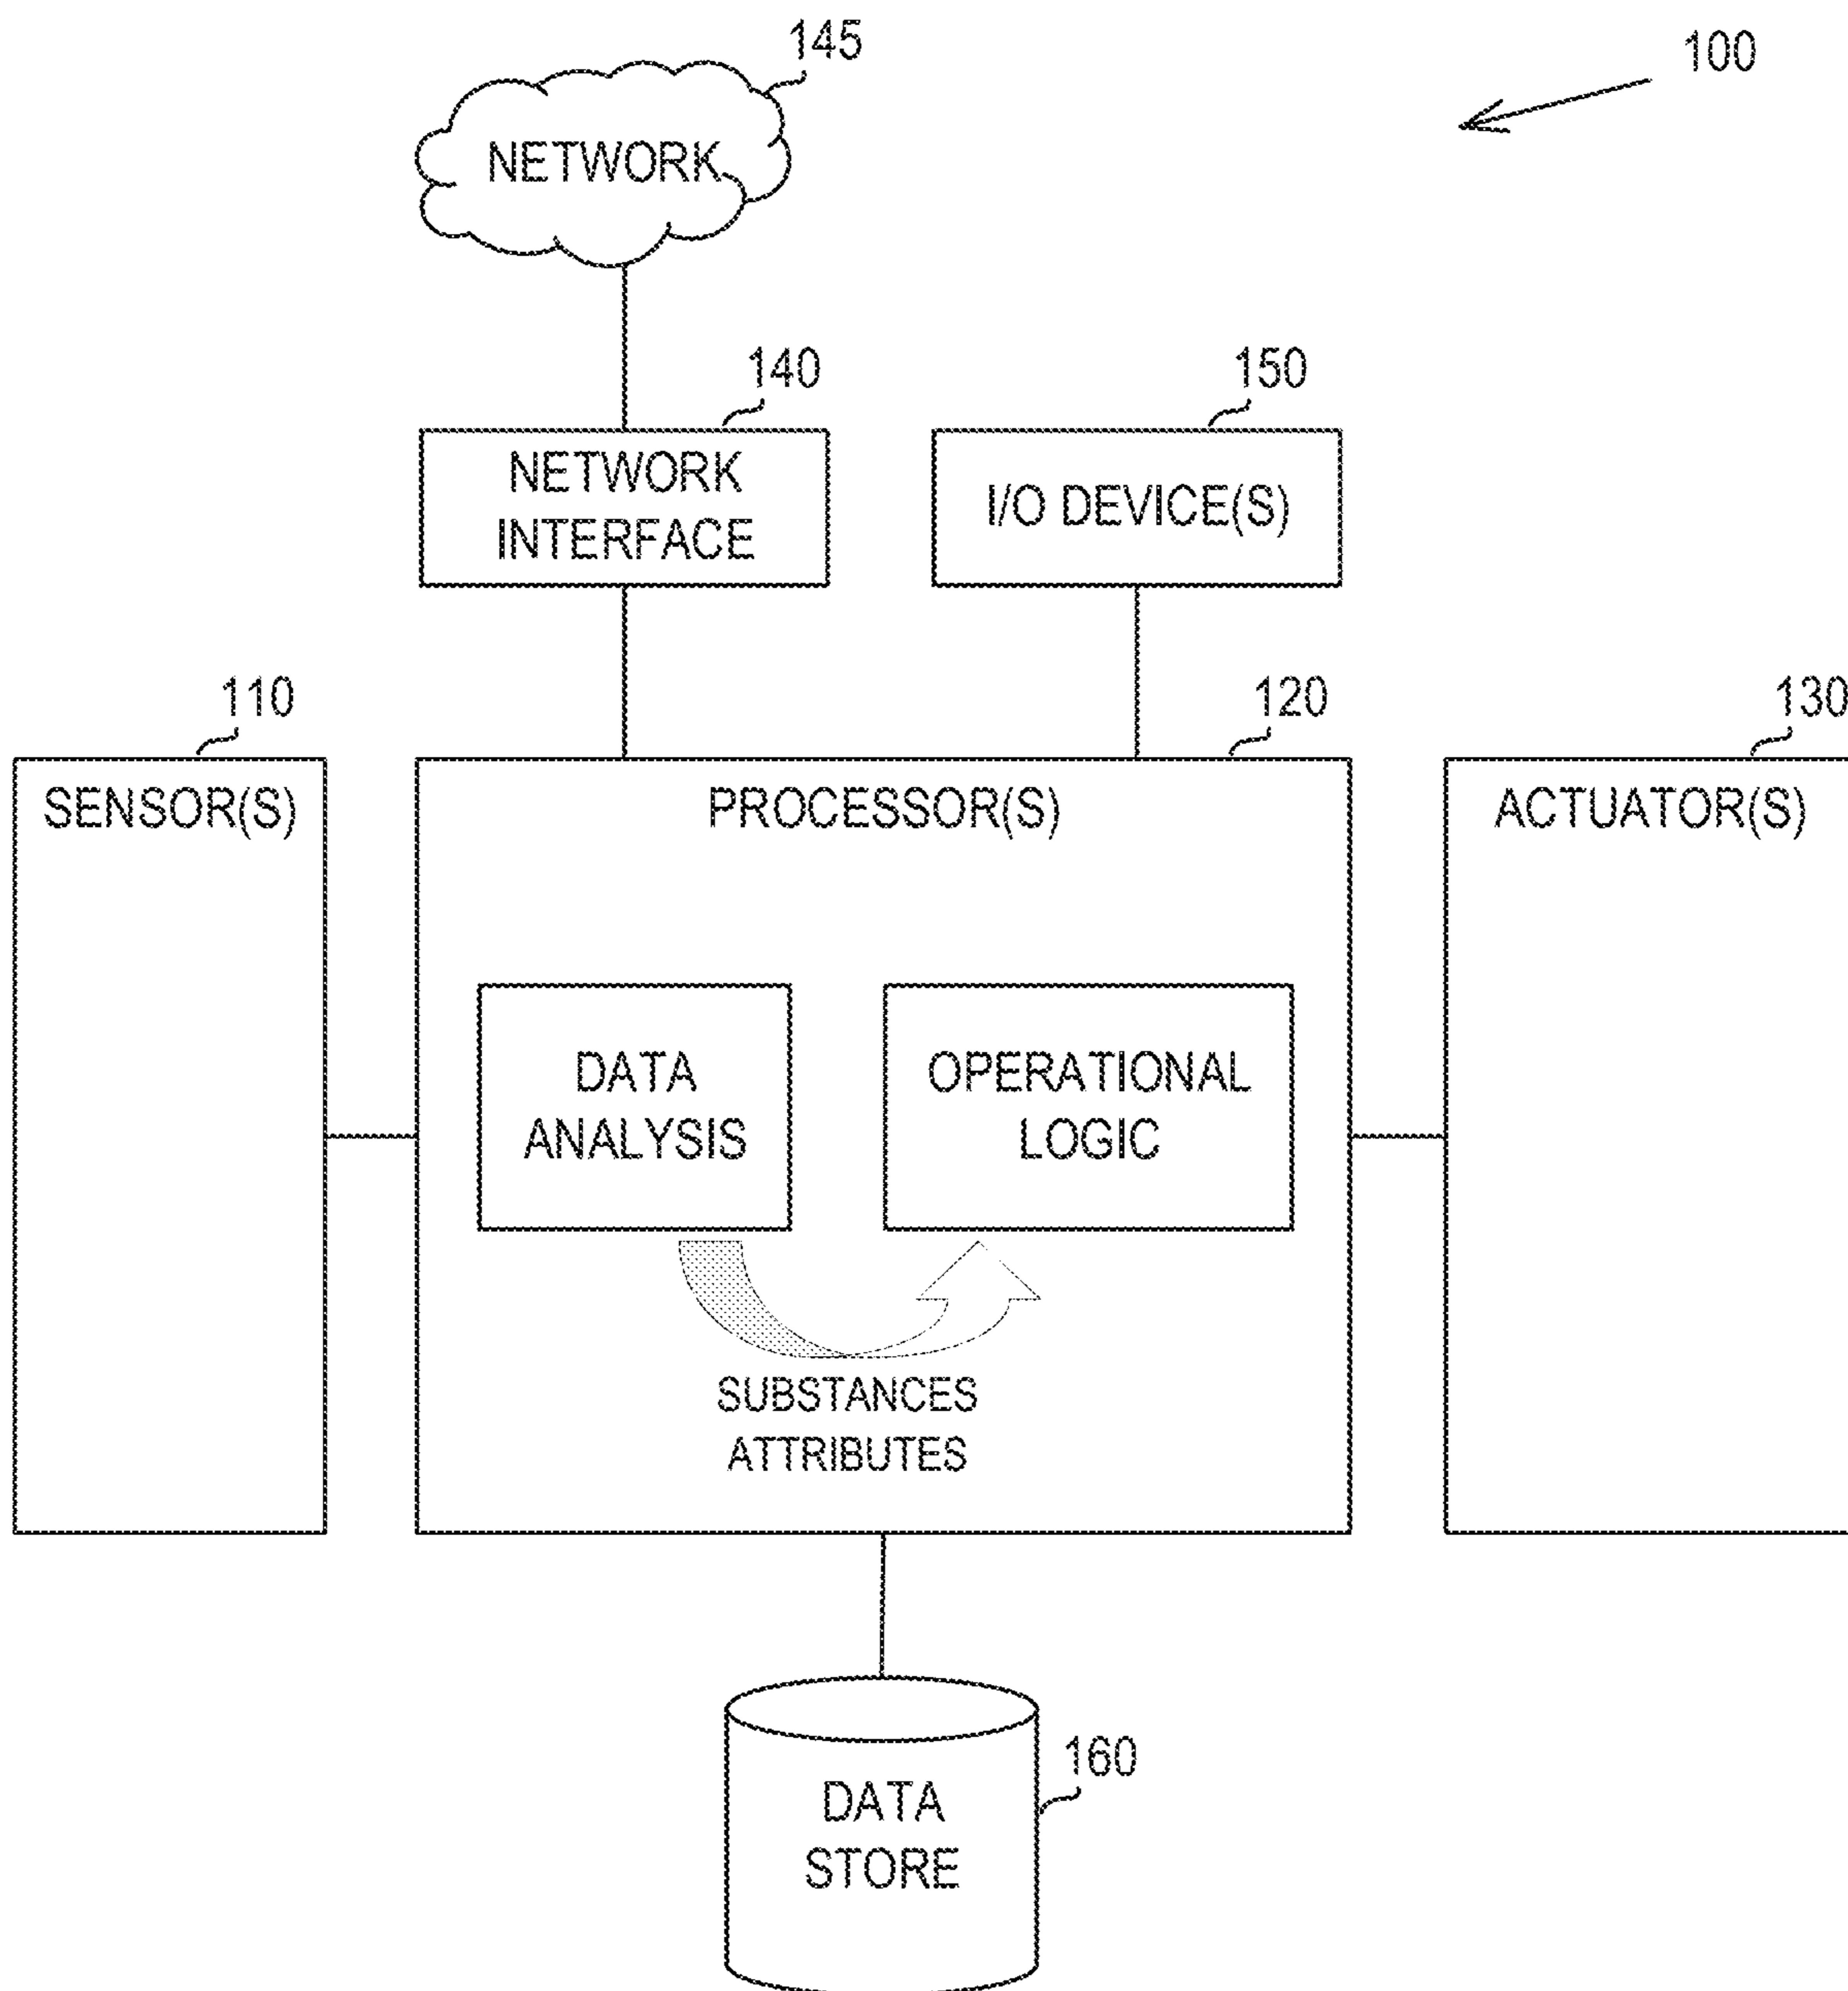 145
100
NETWORK
140
150
NETWORK
INTERFACE
I/O DEVICE(S)
110
120
130
SENSOR(S)
PROCESSOR(S)
ACTUATOR(S)
DATA
ANALYSIS
OPERATIONAL
LOGIC
SUBSTANCES
ATTRIBUTES
160
DATA
STORE